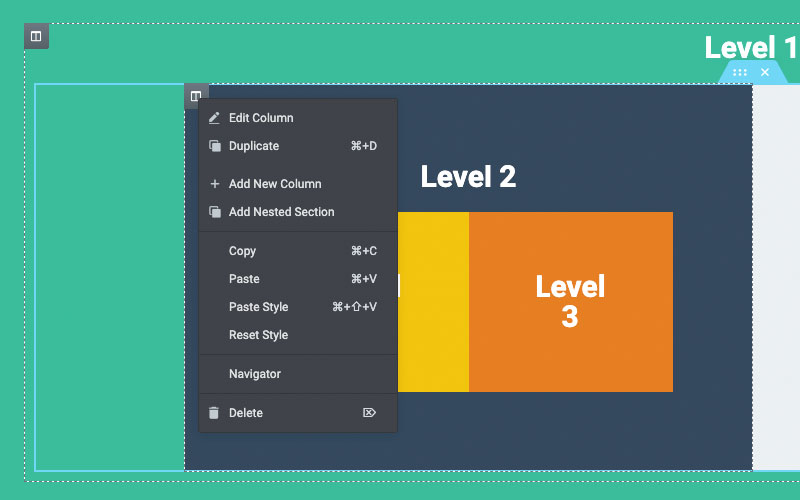 Level 1
Edit Column
Duplicate ⌘+D
Level 2
Add New Column
Add Nested Section
Copy ⌘+C
Paste ⌘+V
Level
3
Paste Style ⌘+⇧+V
Reset Style
Navigator
Delete ⌦